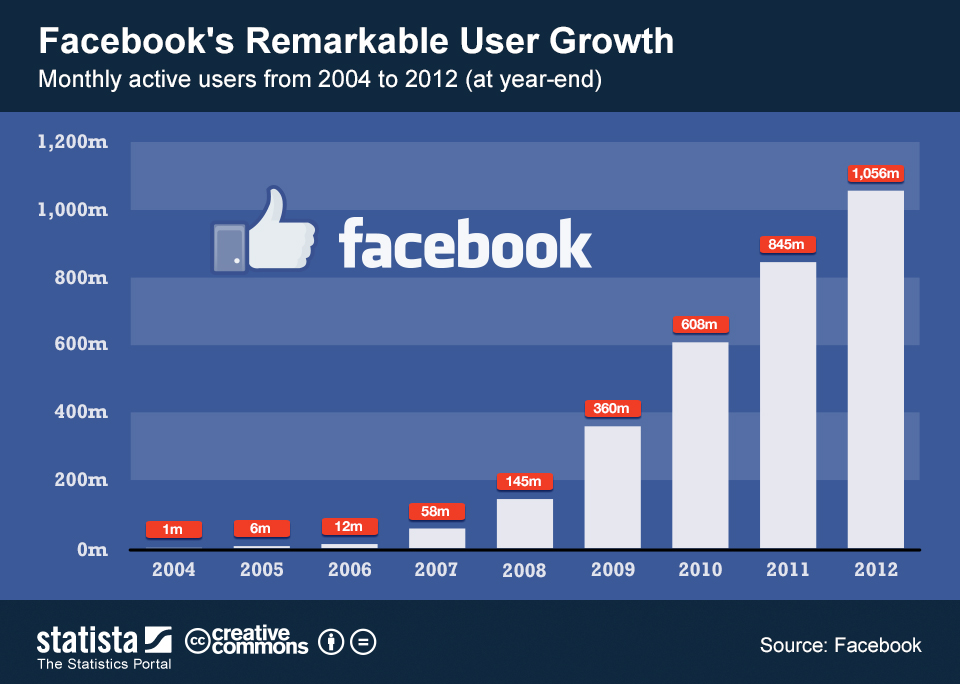 Facebook's Remarkable User Growth
Monthly active users from 2004 to 2012 (at year-end)
1,200m
1,000m
800m
600m
400m
200m
0m
facebook
1m
6m
12m
58m
145m
360m
608m
845m
1,056m
2004 2005 2006 2007 2008 2009 2010 2011 2012
statista
The Statistics Portal
cc creative commons
Source: Facebook